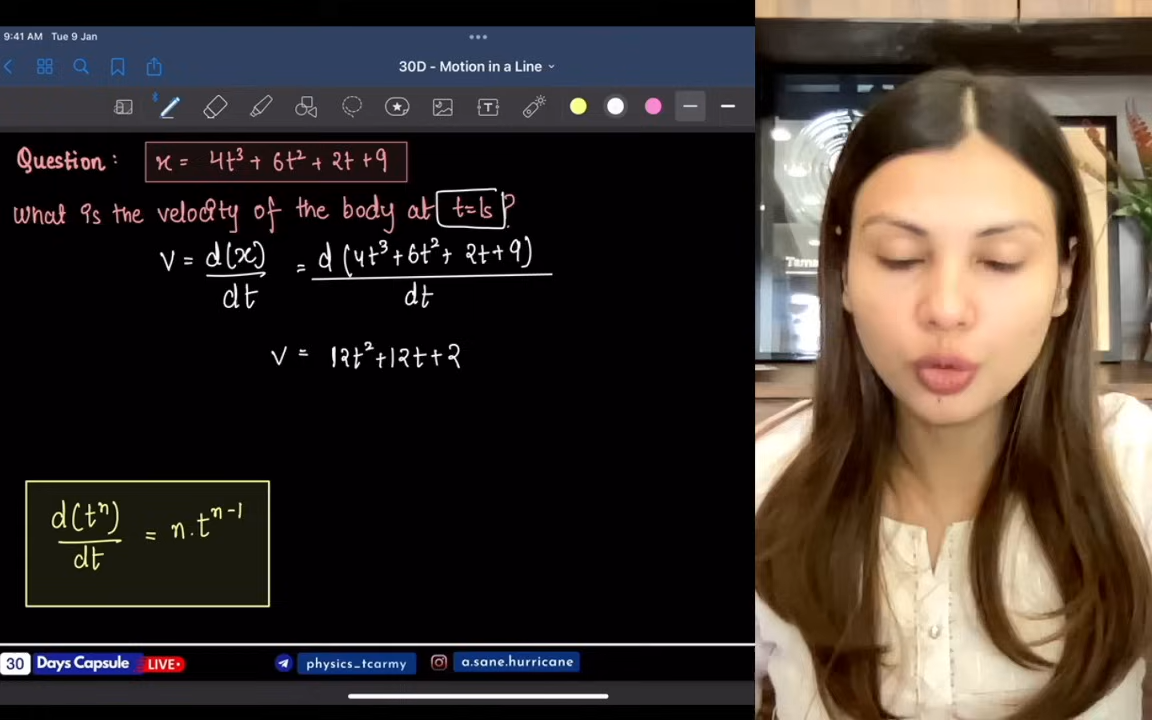 9:41 AM Tue 9 Jan
30D - Motion in a Line
Question: x = 4t³ + 6t² + 2t + 9
What is the velocity of the body at t=1s?
V = d(x)/dt = d(4t³+6t²+2t+9)/dt
V = 12t²+12t+2
d(tⁿ)/dt = n.tⁿ⁻¹
30 Days Capsule LIVE
physics_tcarmy
a.sane.hurricane